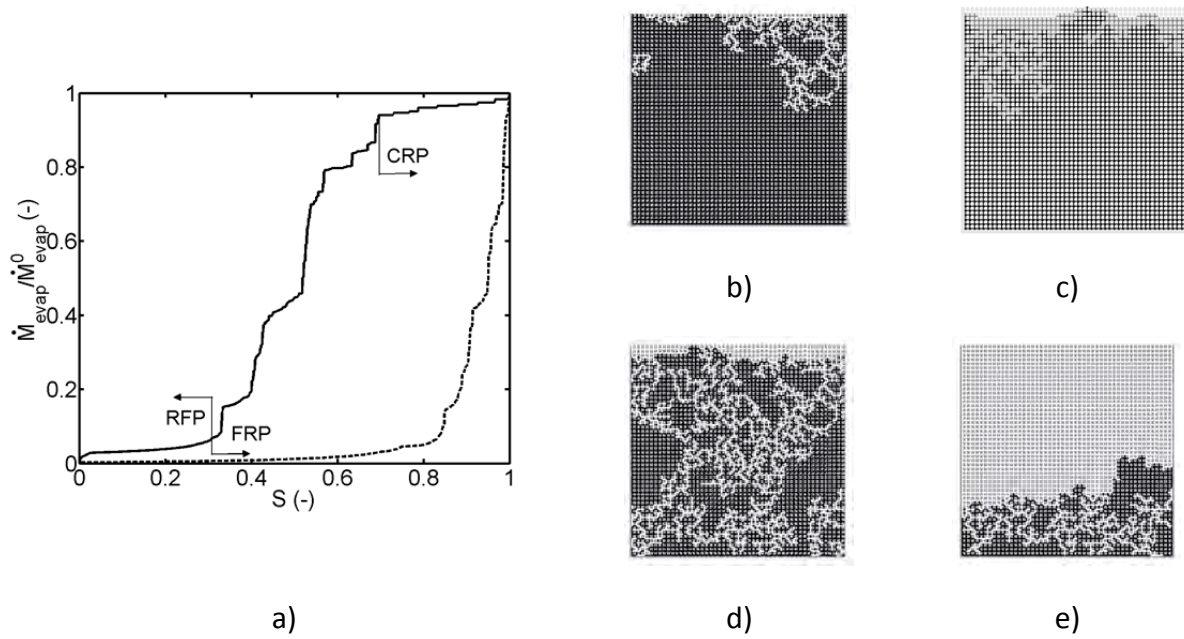 Ṁevap/Ṁ⁰evap (-)
1
0.8
0.6
0.4
0.2
0
CRP
RFP
FRP
0 0.2 0.4 0.6 0.8 1
S (-)
a)
b)
c)
d)
e)